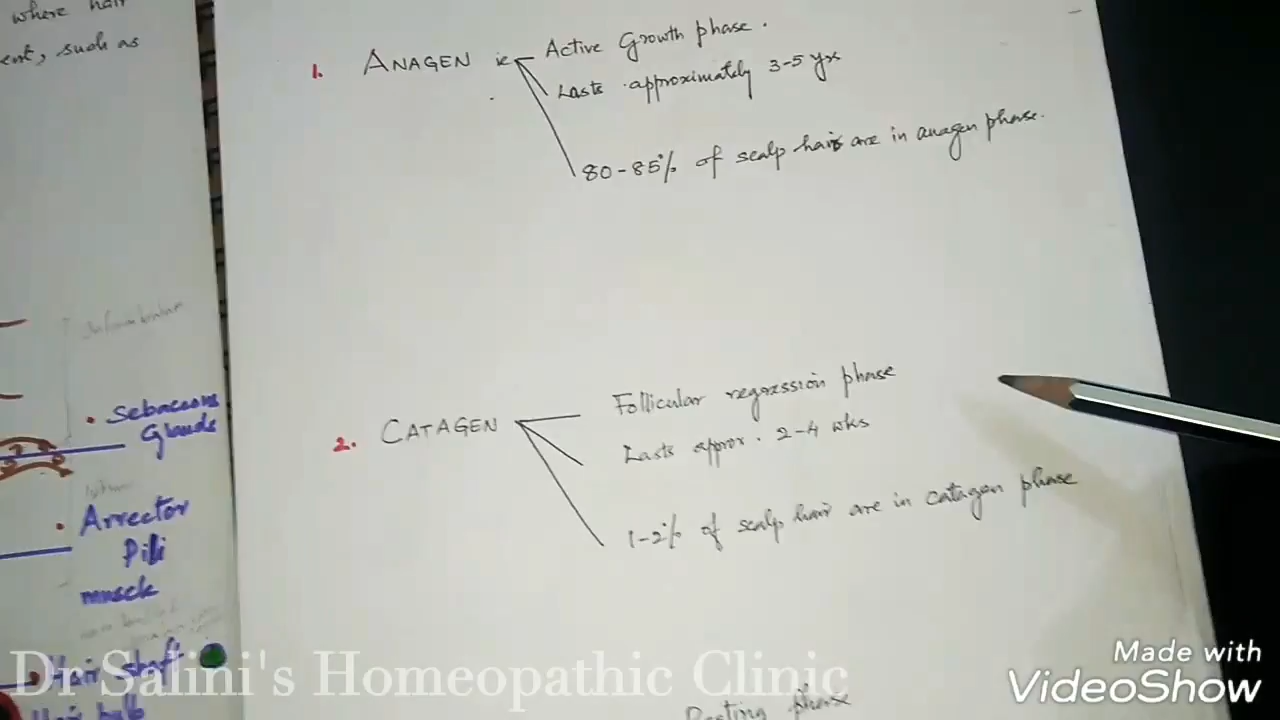 where hair
ent, such as
1. ANAGEN ie Active Growth phase.
Lasts approximately 3-5 yrs
80-85% of scalp hair are in anagen phase.
2. CATAGEN Follicular regression phase
Lasts approx. 2-4 wks
1-2% of scalp hair are in catagen phase
Resting phase
Infundibular
• Sebaceous
Glands
• Arrector
Pili
muscle
• Hair shaft
Hair bulb
Dr Salini's Homeopathic Clinic
Made with
VideoShow